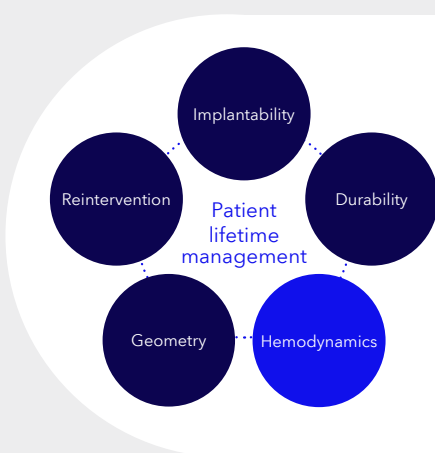 Implantability
Reintervention
Durability
Patient
lifetime
management
Geometry
Hemodynamics